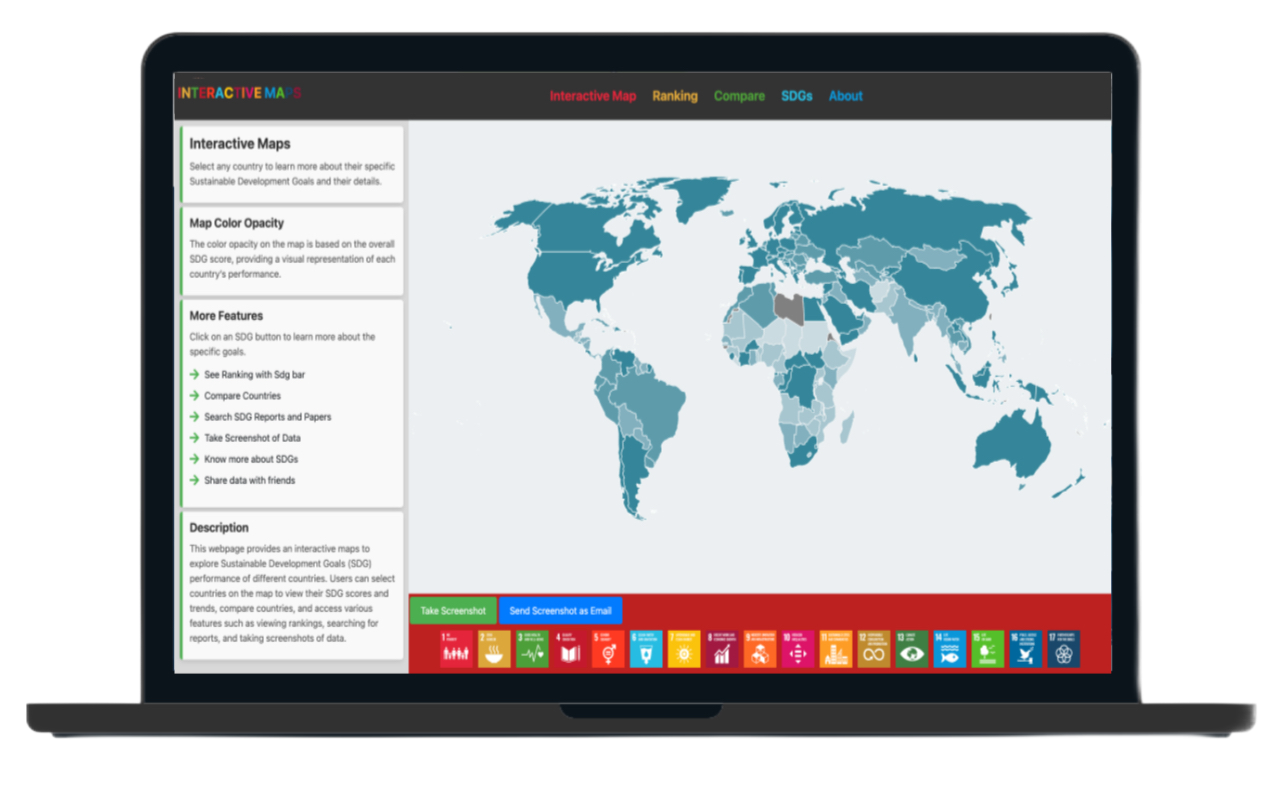 INTERACTIVE MAPS
Interactive Map Ranking Compare SDGs About
Interactive Maps
Select any country to learn more about their specific
Sustainable Development Goals and their details.
Map Color Opacity
The color opacity on the map is based on the overall
SDG score, providing a visual representation of each
country's performance.
More Features
Click on an SDG button to learn more about the
specific goals.
See Ranking with Sdg bar
Compare Countries
Search SDG Reports and Papers
Take Screenshot of Data
Know more about SDGs
Share data with friends
Description
This webpage provides an interactive maps to
explore Sustainable Development Goals (SDG)
performance of different countries. Users can select
countries on the map to view their SDG scores and
trends, compare countries, and access various
features such as viewing rankings, searching for
reports, and taking screenshots of data.
Take Screenshot Send Screenshot as Email
1 2 3 4 5 6 7 8 9 10 11 12 13 14 15 16 17